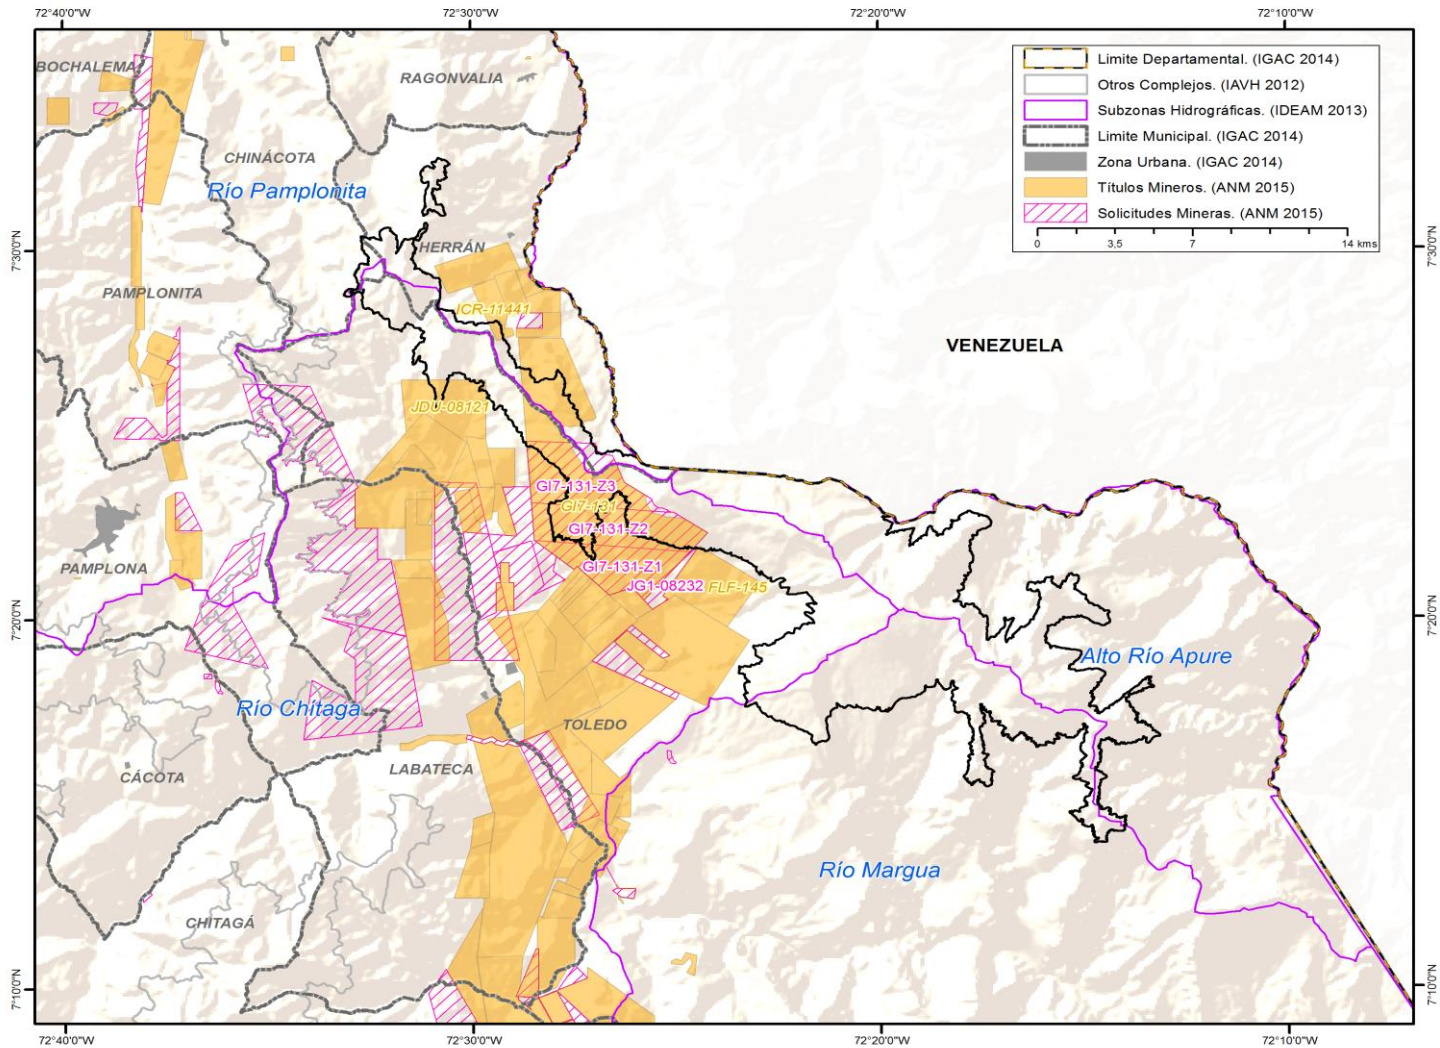 72°40'0"W
72°30'0"W
72°20'0"W
72°10'0"W
BOCHALEMA
RAGONVALIA
Limite Departamental. (IGAC 2014)
Otros Complejos. (IAVH 2012)
Subzonas Hidrográficas. (IDEAM 2013)
Limite Municipal. (IGAC 2014)
Zona Urbana. (IGAC 2014)
Títulos Mineros. (ANM 2015)
Solicitudes Mineras. (ANM 2015)
0 3,5 7 14 kms
CHINÁCOTA
Río Pamplonita
7°30'0"N
HERRÁN
7°30'0"N
PAMPLONITA
ICR-11441
VENEZUELA
JDU-08121
GI7-131-Z3
GI7-131
GI7-131-Z2
PAMPLONA
GI7-131-Z1
JG1-08232
FLF-145
7°20'0"N
7°20'0"N
Alto Río Apure
Río Chitaga
TOLEDO
CÁCOTA
LABATECA
Río Margua
CHITAGÁ
7°10'0"N
7°10'0"N
72°40'0"W
72°30'0"W
72°20'0"W
72°10'0"W